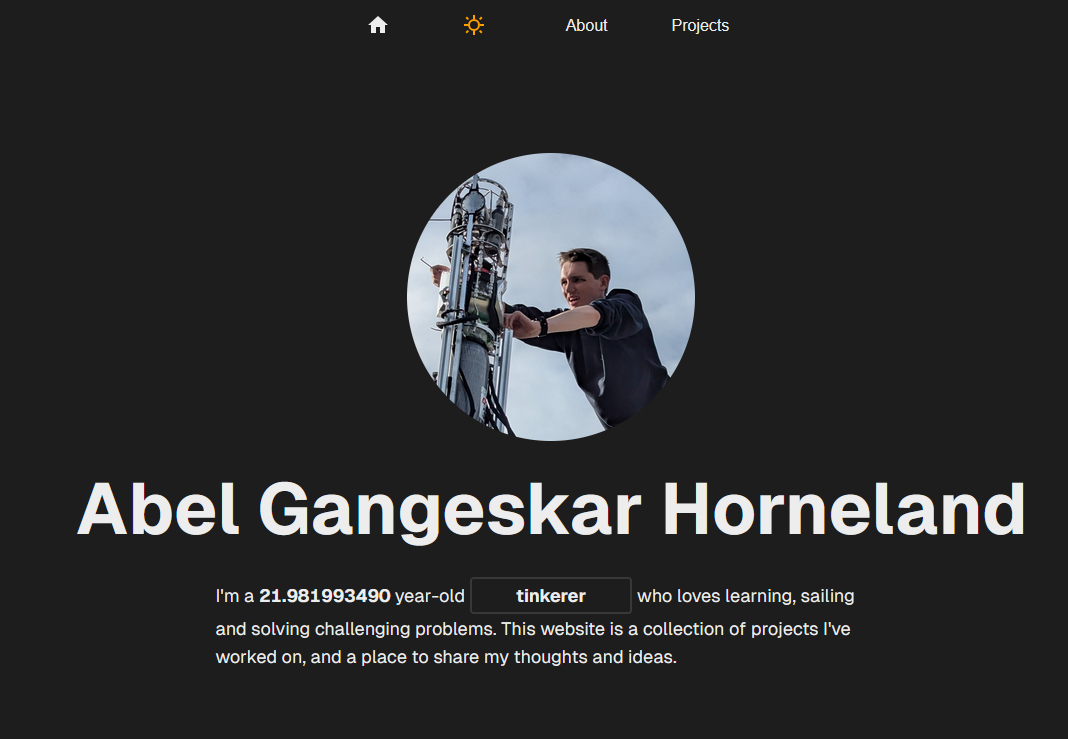 About Projects
Abel Gangeskar Horneland
I'm a 21.981993490 year-old tinkerer who loves learning, sailing
and solving challenging problems. This website is a collection of projects I've
worked on, and a place to share my thoughts and ideas.